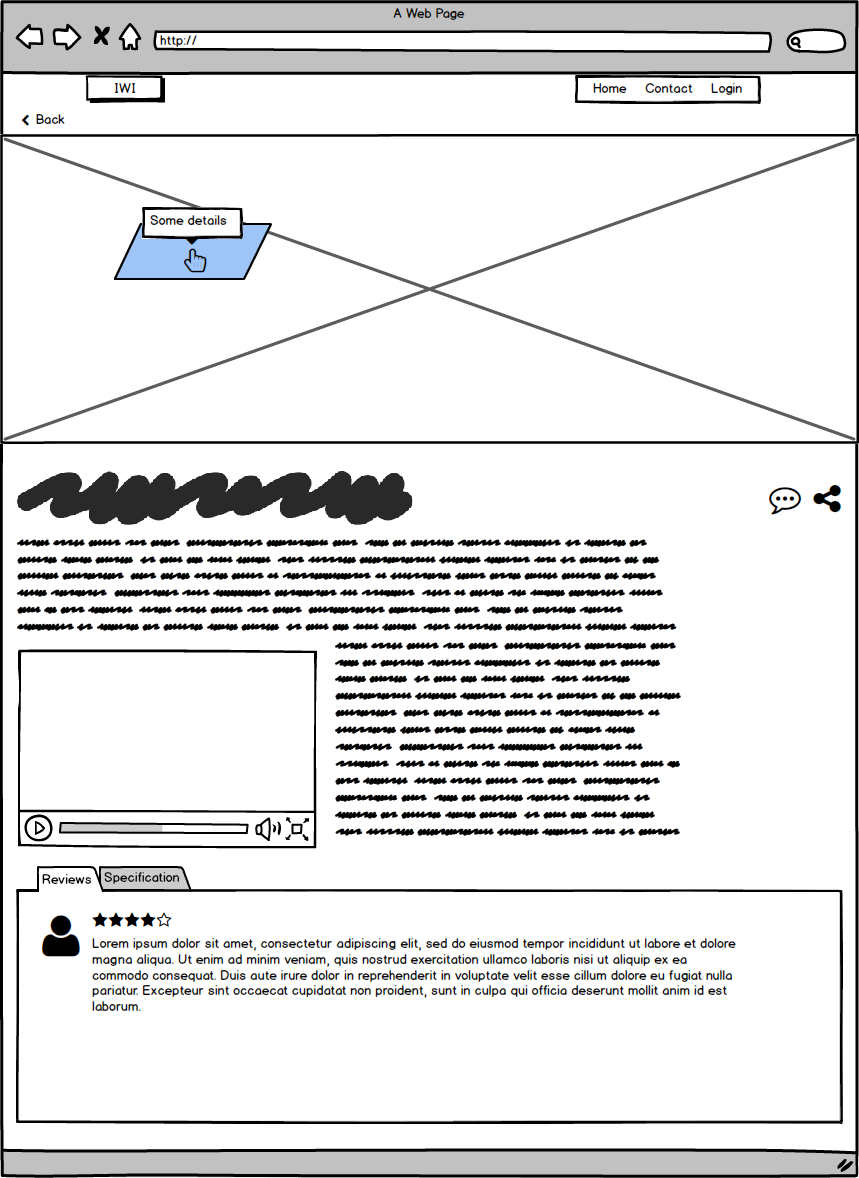 A Web Page
http://
IWI
Home Contact Login
Back
Some details
Reviews
Specification
Lorem ipsum dolor sit amet, consectetur adipiscing elit, sed do eiusmod tempor incididunt ut labore et dolore
magna aliqua. Ut enim ad minim veniam, quis nostrud exercitation ullamco laboris nisi ut aliquip ex ea
commodo consequat. Duis aute irure dolor in reprehenderit in voluptate velit esse cillum dolore eu fugiat nulla
pariatur. Excepteur sint occaecat cupidatat non proident, sunt in culpa qui officia deserunt mollit anim id est
laborum.